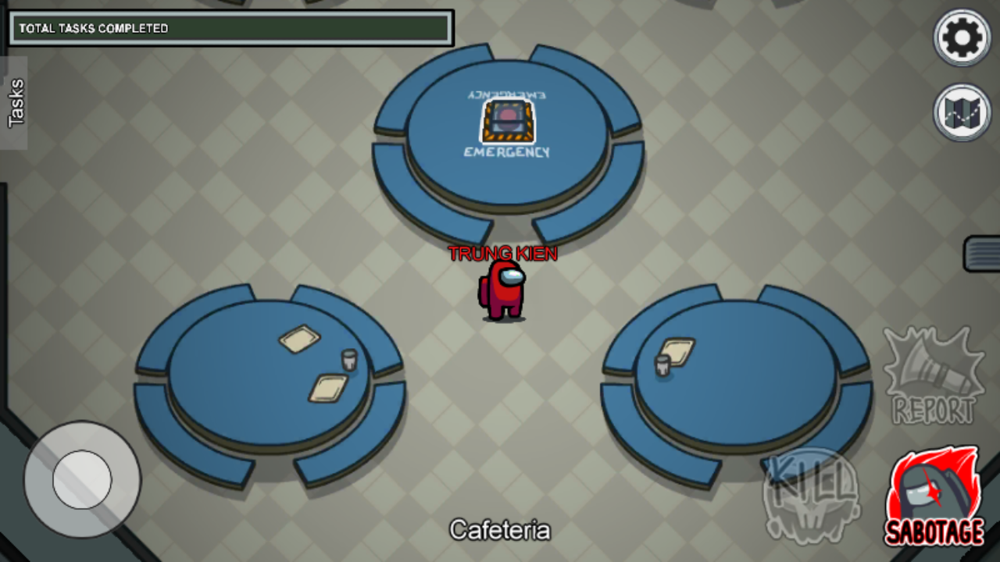 TOTAL TASKS COMPLETED
Tasks
EMERGENCY
EMERGENCY
TRUNG KIEN
REPORT
KILL
SABOTAGE
Cafeteria